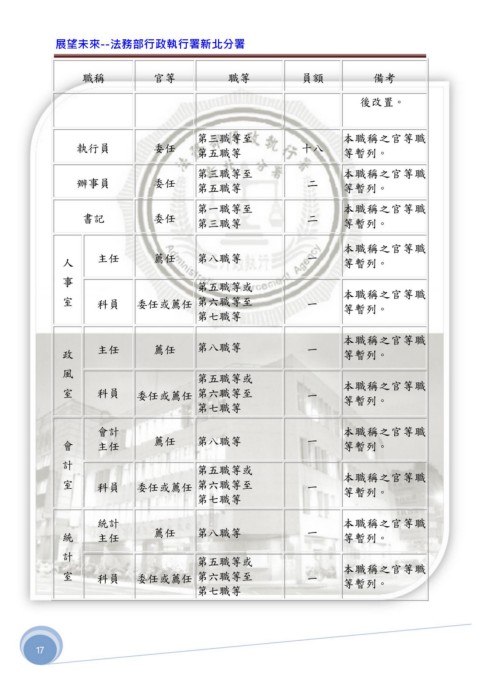 展望未來--法務部行政執行署新北分署
職稱 官等 職等 員額 備考
後改置。
執行員 委任 第三職等至第五職等 十八 本職稱之官等職等暫列。
辦事員 委任 第三職等至第五職等 二 本職稱之官等職等暫列。
書記 委任 第一職等至第三職等 二 本職稱之官等職等暫列。
人事室 主任 薦任 第八職等 一 本職稱之官等職等暫列。
科員 委任或薦任 第五職等或第六職等至第七職等 一 本職稱之官等職等暫列。
政風室 主任 薦任 第八職等 一 本職稱之官等職等暫列。
科員 委任或薦任 第五職等或第六職等至第七職等 一 本職稱之官等職等暫列。
會計室 會計主任 薦任 第八職等 一 本職稱之官等職等暫列。
科員 委任或薦任 第五職等或第六職等至第七職等 一 本職稱之官等職等暫列。
統計室 統計主任 薦任 第八職等 一 本職稱之官等職等暫列。
科員 委任或薦任 第五職等或第六職等至第七職等 一 本職稱之官等職等暫列。
17